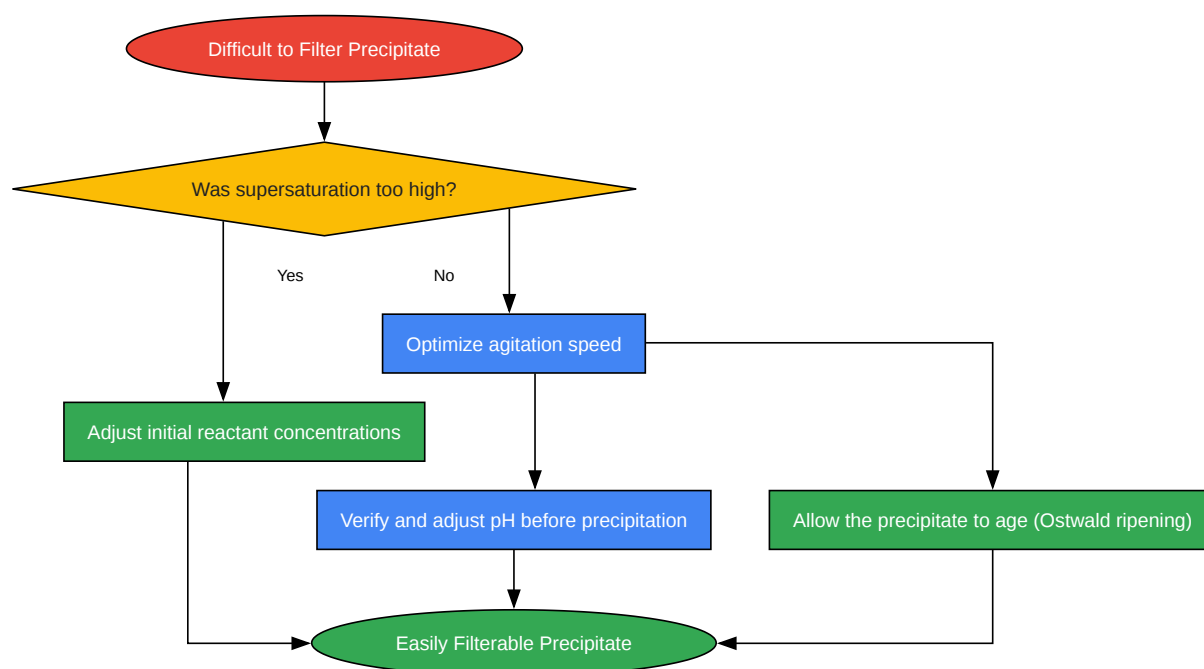 Difficult to Filter Precipitate
Was supersaturation too high?
Yes
No
Optimize agitation speed
Adjust initial reactant concentrations
Verify and adjust pH before precipitation
Allow the precipitate to age (Ostwald ripening)
Easily Filterable Precipitate